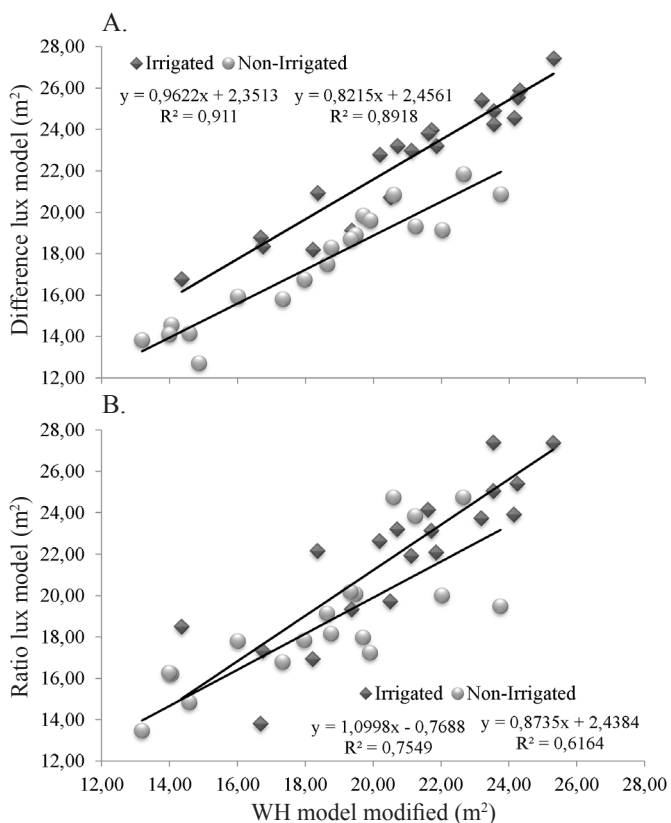 A.
28,00
Irrigated Non-Irrigated
26,00
y = 0,9622x + 2,3513 y = 0,8215x + 2,4561
R² = 0,911 R² = 0,8918
24,00
22,00
20,00
18,00
16,00
14,00
12,00
Difference lux model (m²)
B.
28,00
26,00
24,00
22,00
20,00
18,00
16,00
Irrigated Non-Irrigated
y = 1,0998x - 0,7688 y = 0,8735x + 2,4384
R² = 0,7549 R² = 0,6164
14,00
12,00
Ratio lux model (m²)
12,00 14,00 16,00 18,00 20,00 22,00 24,00 26,00 28,00
WH model modified (m²)